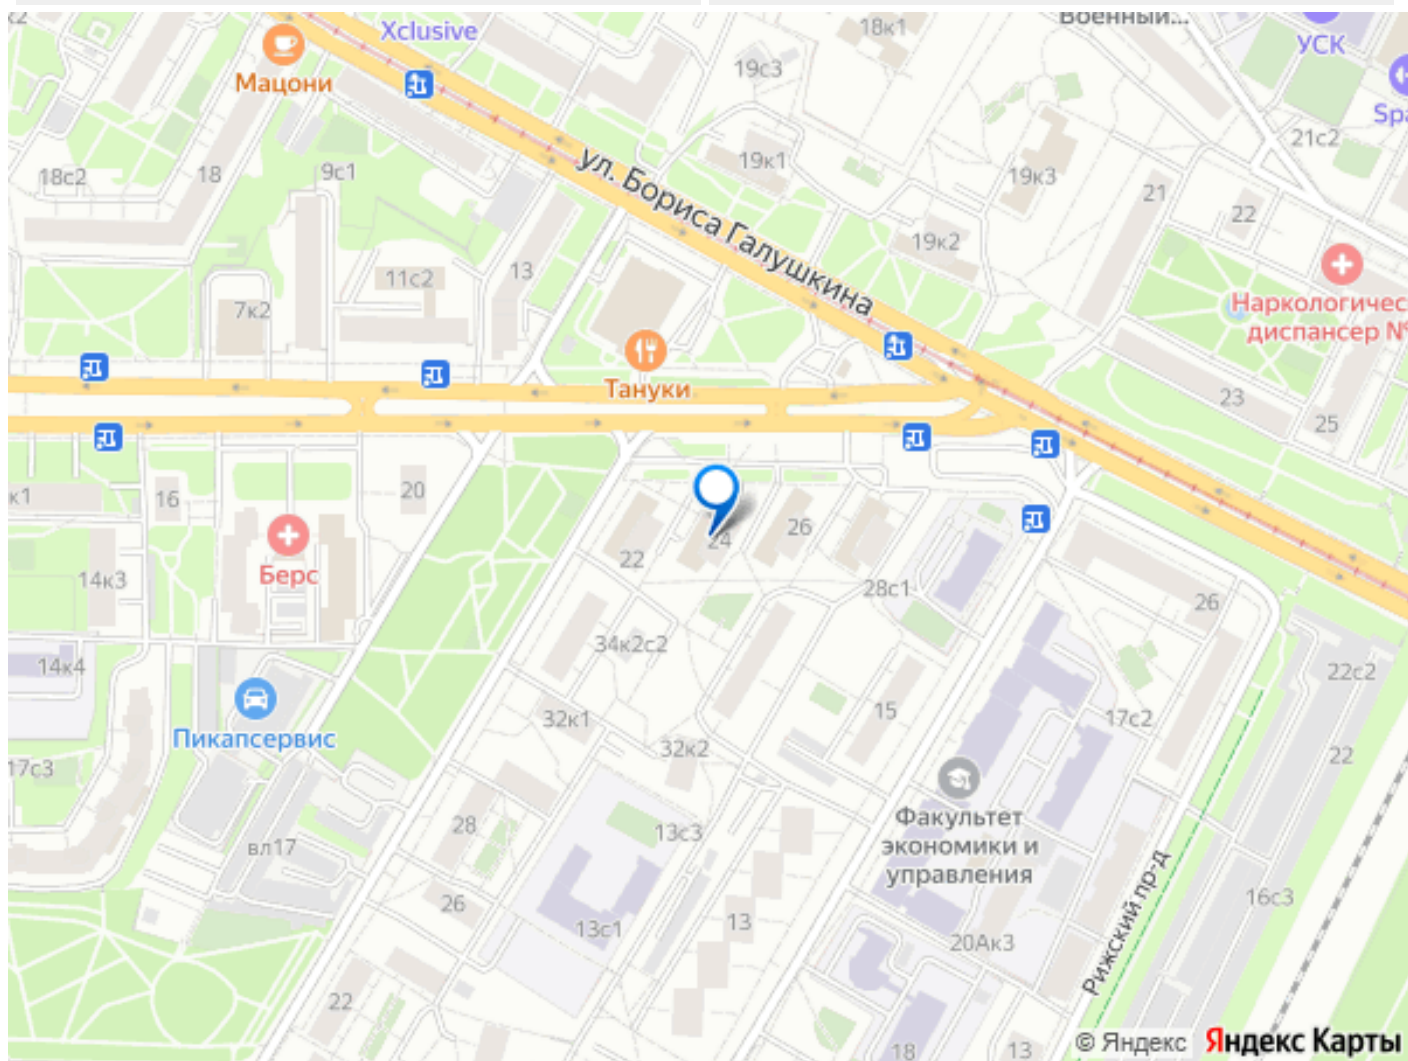 Xclusive
Мацони
18к1
Военный...
УСК
19с3
Spa
21с2
ул. Бориса Галушкина
18с2
18
9с1
19к1
19к3
21
22
19к2
13
11с2
7к2
Наркологичес
диспансер №
Тануки
23
25
к1
16
20
24
26
22
Берс
14к3
28с1
26
34к2с2
14к4
22с2
Пикапсервис
32к1
15
17с2
32к2
22
17с3
Факультет
экономики и
управления
28
13с3
вл17
Рижский пр-д
16с3
26
13с1
13
20Ак3
22
18
13
© Яндекс Яндекс Карты